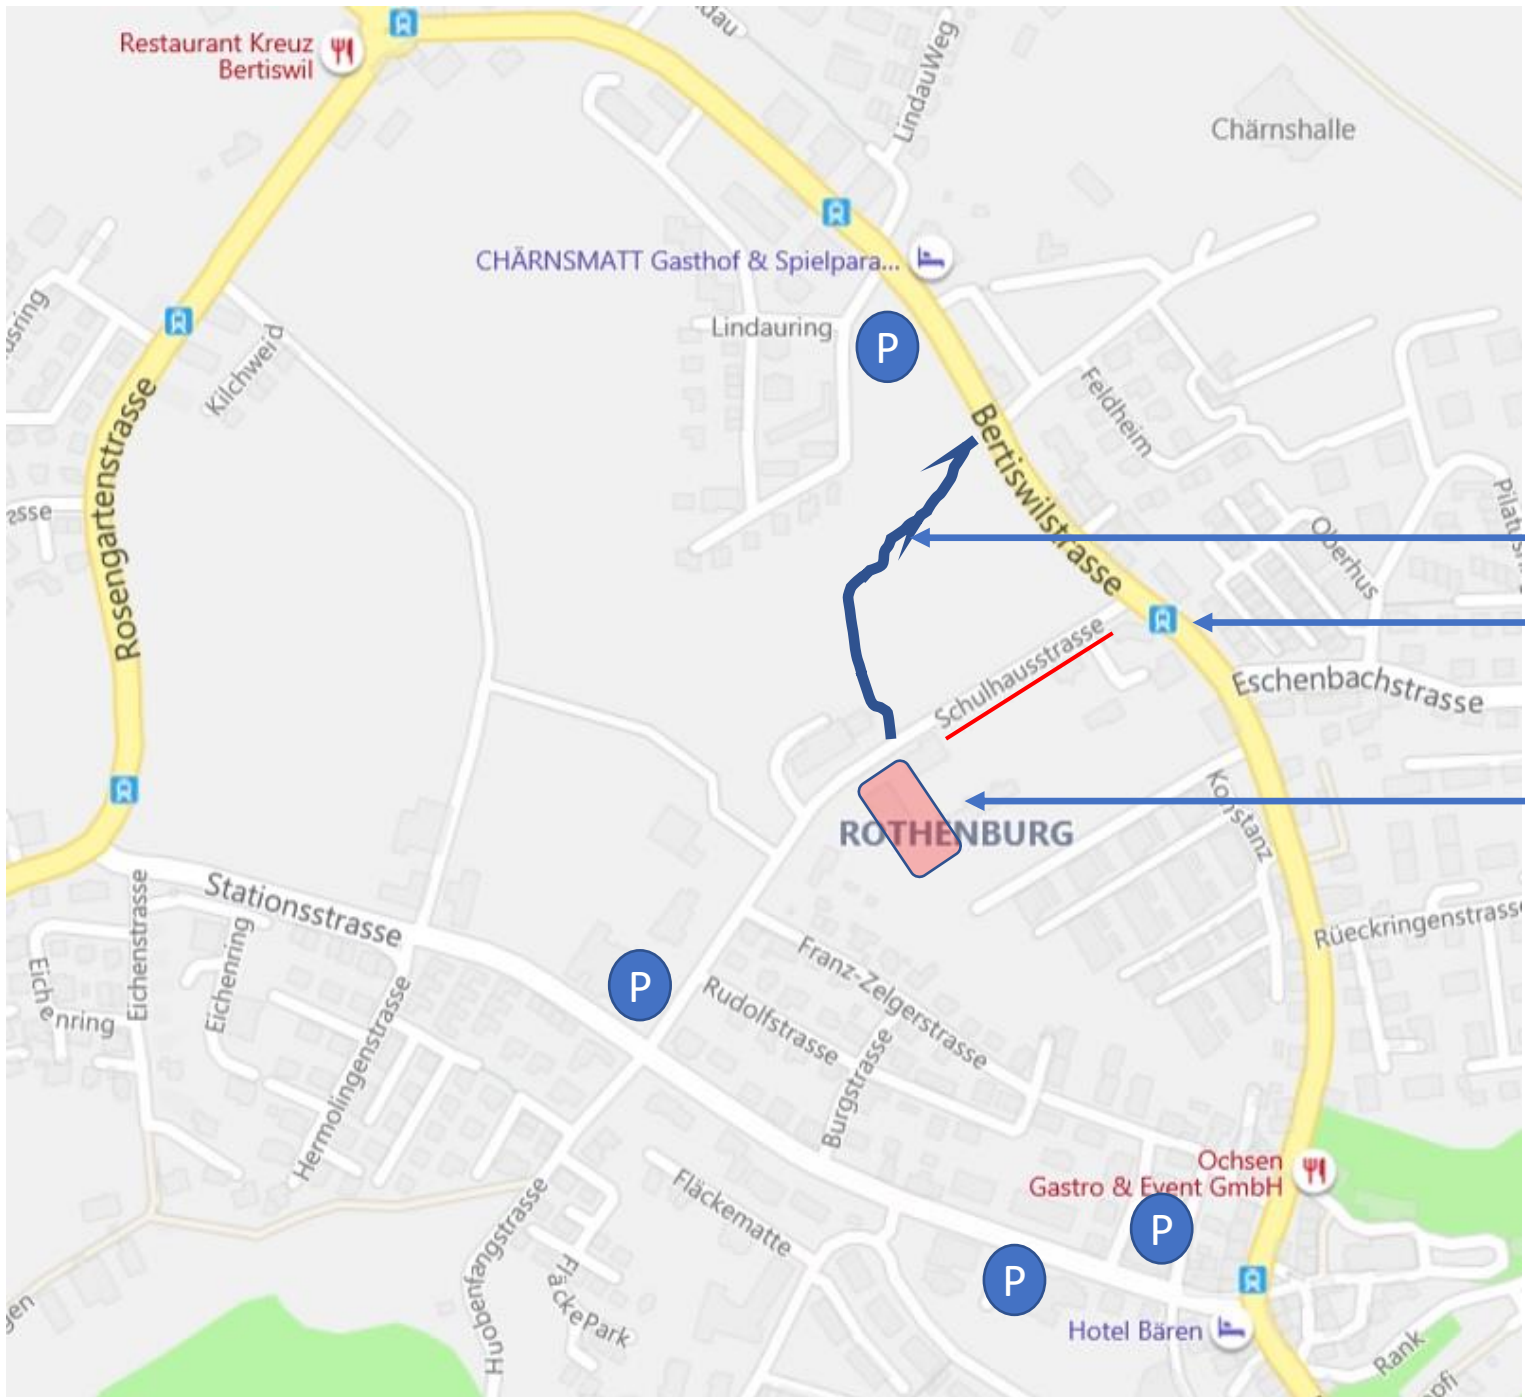 Restaurant Kreuz
Bertiswil
LindauWeg
Chärnshalle
CHÄRNSMATT Gasthof & Spielpara...
Lindauring
P
Kilchweid
Rosengartenstrasse
Bertiswilstrasse
Feldheim
Oberhus
Schulhausstrasse
Eschenbachstrasse
Konstanz
ROTHENBURG
Stationsstrasse
Rüeckringenstrasse
Eichenstrasse
Eichenring
Eichenring
Hermolingenstrasse
P
Franz-Zelgerstrasse
Rudolfstrasse
Burgstrasse
Fläckematte
Ochsen
Gastro & Event GmbH
P
P
Huobenfangstrasse
FläckePark
Hotel Bären
Rank